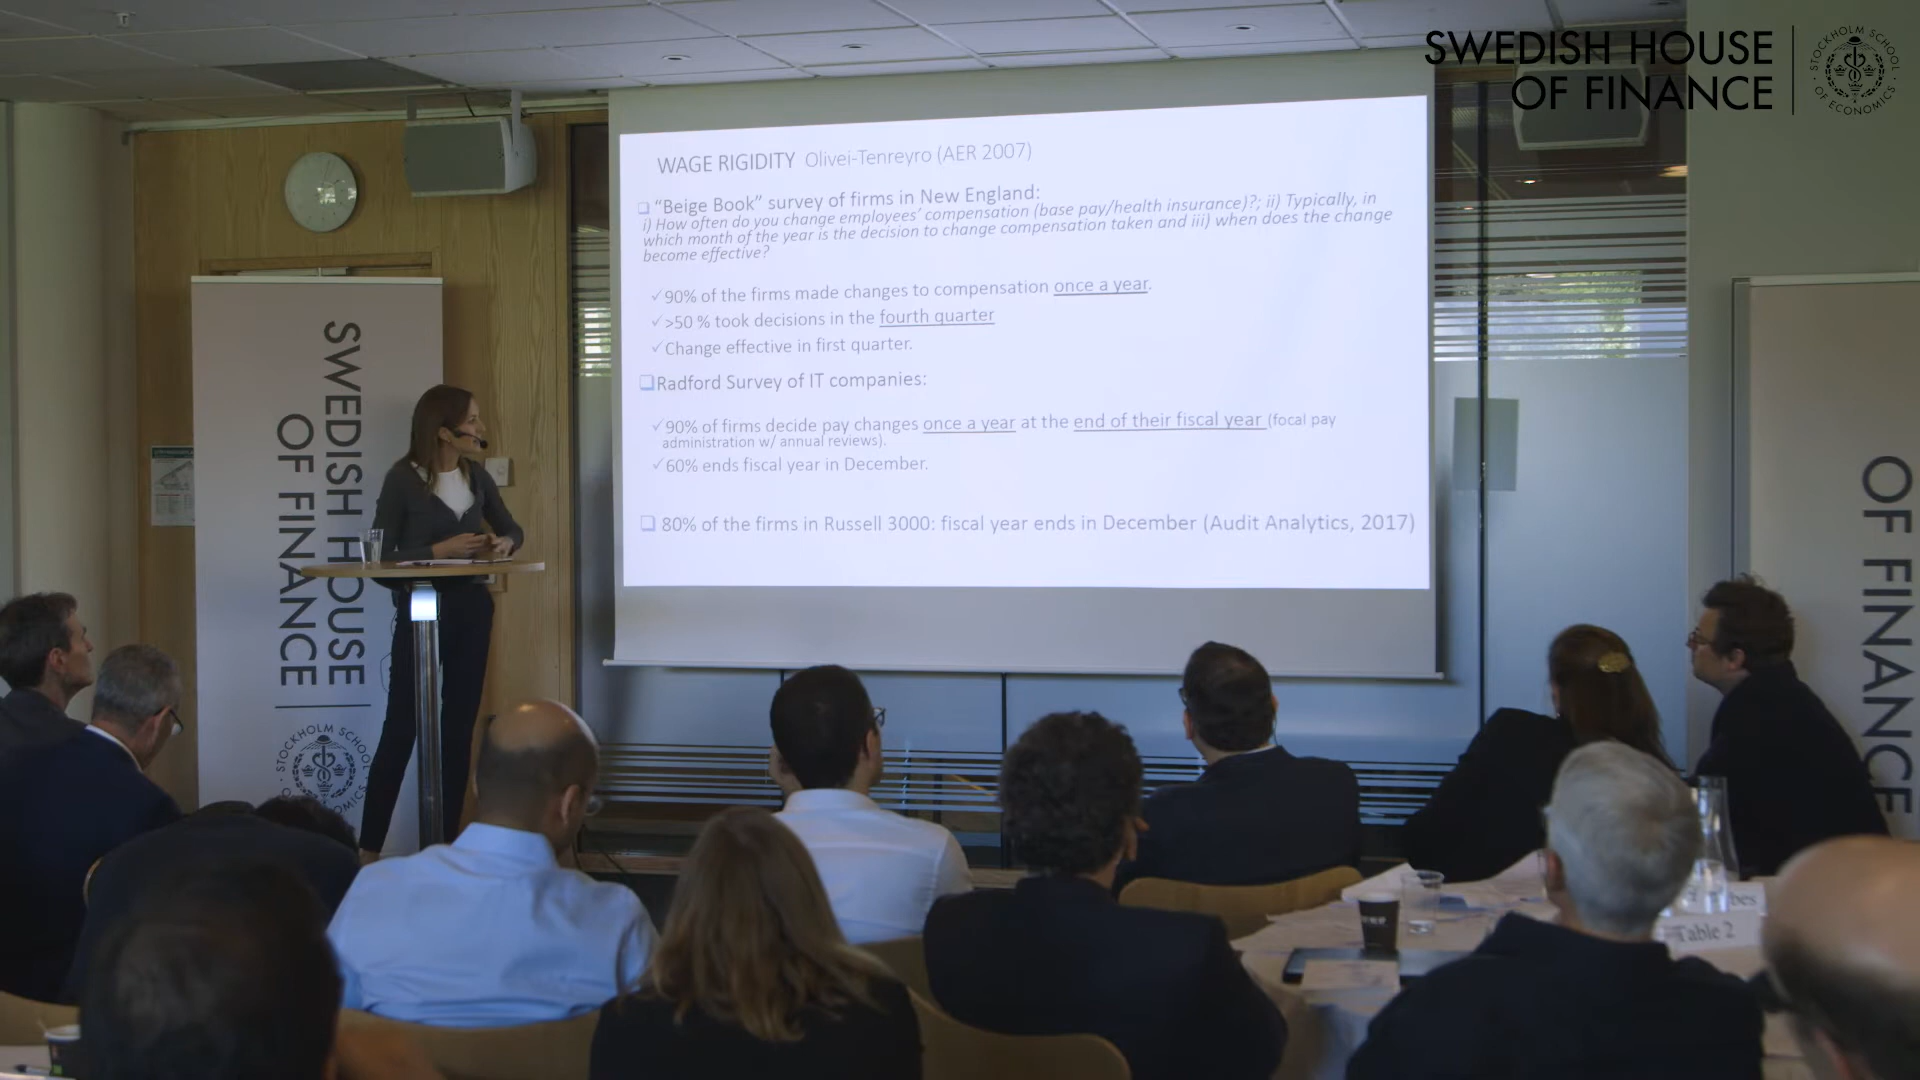 SWEDISH HOUSE
OF FINANCE
STOCKHOLM SCHOOL
OF ECONOMICS
WAGE RIGIDITY Olivei-Tenreyro (AER 2007)
"Beige Book" survey of firms in New England:
i) How often do you change employees' compensation (base pay/health insurance)?; ii) Typically, in
which month of the year is the decision to change compensation taken and iii) when does the change
become effective?
✓90% of the firms made changes to compensation once a year.
✓>50 % took decisions in the fourth quarter
✓Change effective in first quarter.
Radford Survey of IT companies:
✓90% of firms decide pay changes once a year at the end of their fiscal year (focal pay
administration w/ annual reviews).
✓60% ends fiscal year in December.
80% of the firms in Russell 3000: fiscal year ends in December (Audit Analytics, 2017)
SWEDISH HOUSE
OF FINANCE
STOCKHOLM SCHOOL
OF FINANCE
Table 2